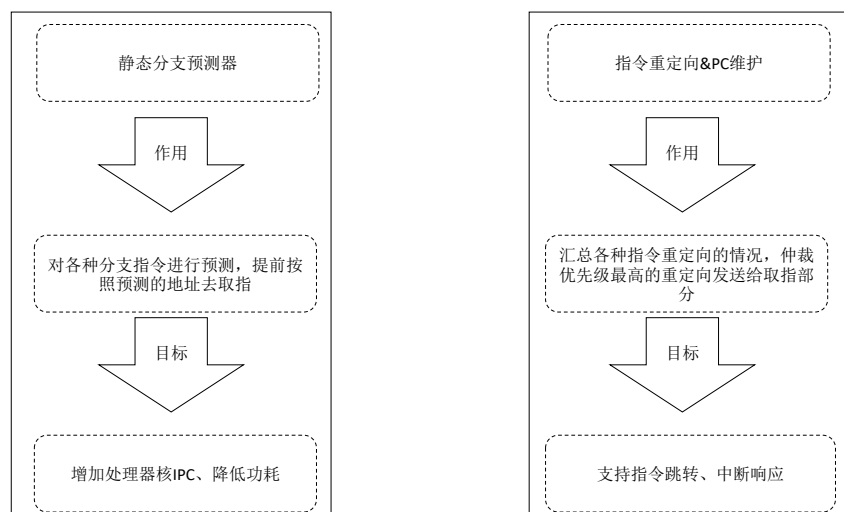 静态分支预测器
作用
对各种分支指令进行预测，提前按
照预测的地址去取指
目标
增加处理器核IPC、降低功耗
指令重定向&PC维护
作用
汇总各种指令重定向的情况，仲裁
优先级最高的重定向发送给取指部
分
目标
支持指令跳转、中断响应